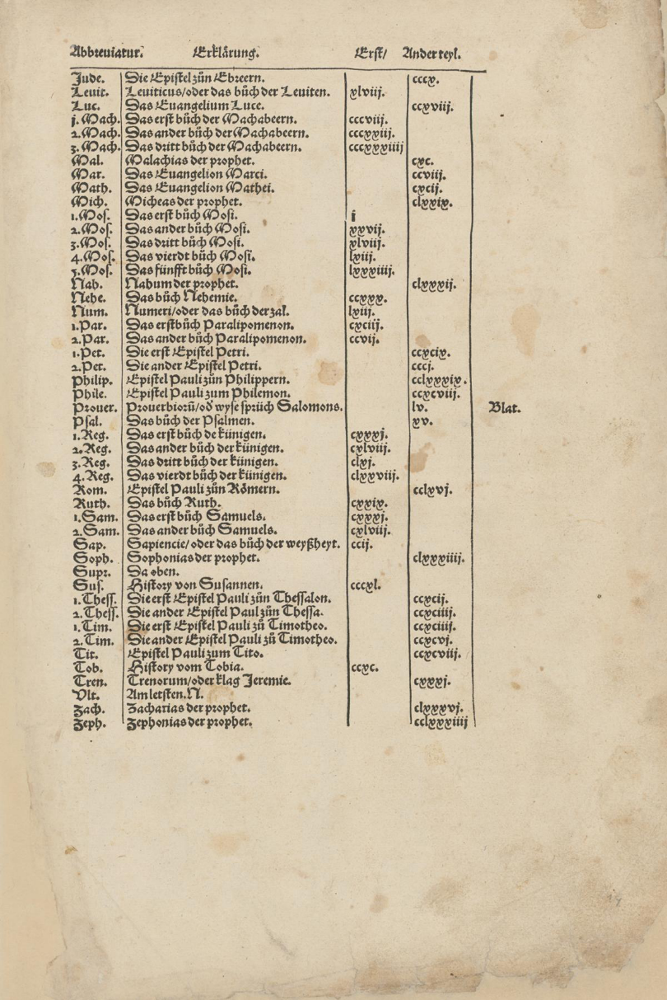 Abbreuiatur. Erklårung. Erst/ Ander teyl.
Jude. Die Epistel zůn Ebreern. cccx.
Leuit. Leuiticus/oder das bůch der Leuiten. xlviij.
Luc. Das Euangelium Luce. ccxviij.
j. Mach. Das erst bůch der Machabeern. cccviij.
2. Mach. Das ander bůch der Machabeern. cccxxiij.
3. Mach. Das dritt bůch der Machabeern. cccxxxiiij
Mal. Malachias der prophet. cxc.
Mar. Das Euangelion Marci. ccviij.
Math. Das Euangelion Mathei. cxcij.
Mich. Micheas der prophet. clxxix.
1. Mos. Das erst bůch Mosi. j
2. Mos. Das ander bůch Mosi. xxvij.
3. Mos. Das dritt bůch Mosi. xlviij.
4. Mos. Das vierdt bůch Mosi. lxiij.
5. Mos. Das fünfft bůch Mosi. lxxxiiij.
Nah. Nahum der prophet. clxxxij.
Nehe. Das bůch Nehemie. ccxxx.
Num. Numeri/oder das bůch der zal. lxiij.
1. Par. Das erst bůch Paralipomenon. cxciij.
2. Par. Das ander bůch Paralipomenon. ccvij.
1. Pet. Die erst Epistel Petri. ccxcix.
2. Pet. Die ander Epistel Petri. cccj.
Philip. Epistel Pauli zůn Philippern. cclxxxix.
Phile. Epistel Pauli zum Philemon. ccxcviij.
Prouer. Prouerbiorū/od wyse sprüch Salomons. lv. Blat.
Psal. Das bůch der Psalmen. xv.
1. Reg. Das erst bůch de künigen. cxxxj.
2. Reg. Das ander bůch der künigen. cxlviij.
3. Reg. Das dritt bůch der künigen. clxj.
4. Reg. Das vierdt bůch der künigen. clxxviij.
Rom. Epistel Pauli zůn Römern. cclxvj.
Ruth. Das bůch Ruth. cxxix.
1. Sam. Das erst bůch Samuels. cxxxj.
2. Sam. Das ander bůch Samuels. cxlviij.
Sap. Sapiencie/oder das bůch der weyßheyt. ccij.
Soph. Sophonias der prophet. clxxxiiij.
Supr. Da oben.
Sus. History von Susannen. cccxl.
1. Thess. Die erst Epistel Pauli zůn Thessalon. ccxcij.
2. Thess. Die ander Epistel Paul zůn Thessa. ccxciiij.
1. Tim. Die erst Epistel Pauli zů Timotheo. ccxciiij.
2. Tim. Die ander Epistel Pauli zů Timotheo. ccxcvj.
Tit. Epistel Pauli zum Tito. ccxcviij.
Tob. History vom Tobia. ccxc.
Tren. Trenorum/oder klag Jeremie. cxxxj.
Vlt. Am letsten. N.
Zach. Zacharias der prophet. clxxxvj.
Zeph. Zephonias der prophet. cclxxxiiij